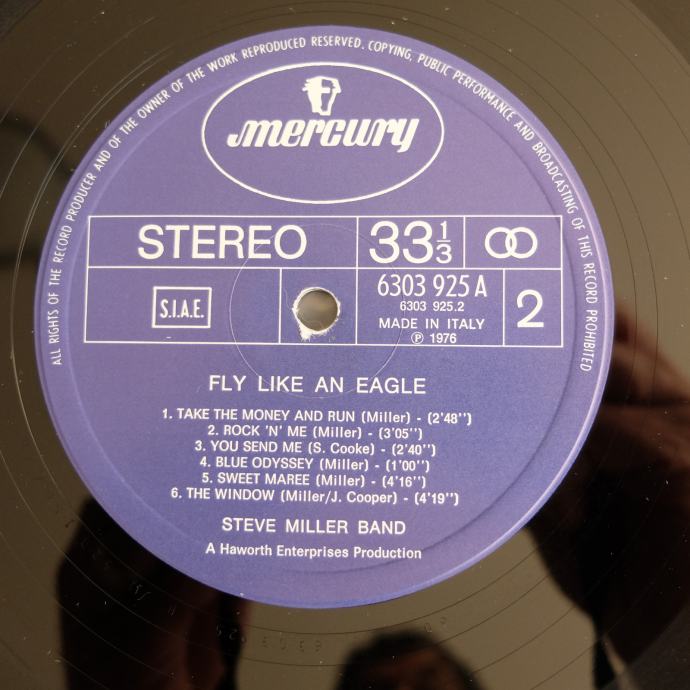 ALL RIGHTS OF THE RECORD PRODUCER AND OF THE OWNER OF THE WORK REPRODUCED RESERVED. COPYING, PUBLIC PERFORMANCE AND BROADCASTING OF THIS RECORD PROHIBITED
mercury
STEREO
33 1/3
S.I.A.E.
6303 925 A
6303 925.2
MADE IN ITALY
℗ 1976
2
FLY LIKE AN EAGLE
1. TAKE THE MONEY AND RUN (Miller) - (2'48'')
2. ROCK 'N' ME (Miller) - (3'05'')
3. YOU SEND ME (S. Cooke) - (2'40'')
4. BLUE ODYSSEY (Miller) - (1'00'')
5. SWEET MAREE (Miller) - (4'16'')
6. THE WINDOW (Miller/J. Cooper) - (4'19'')
STEVE MILLER BAND
A Haworth Enterprises Production